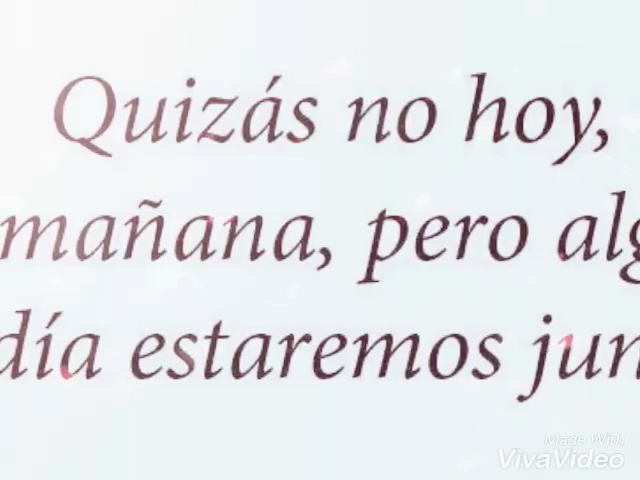 Quizás no hoy,
mañana, pero alg
día estaremos jun
Made With
VivaVideo